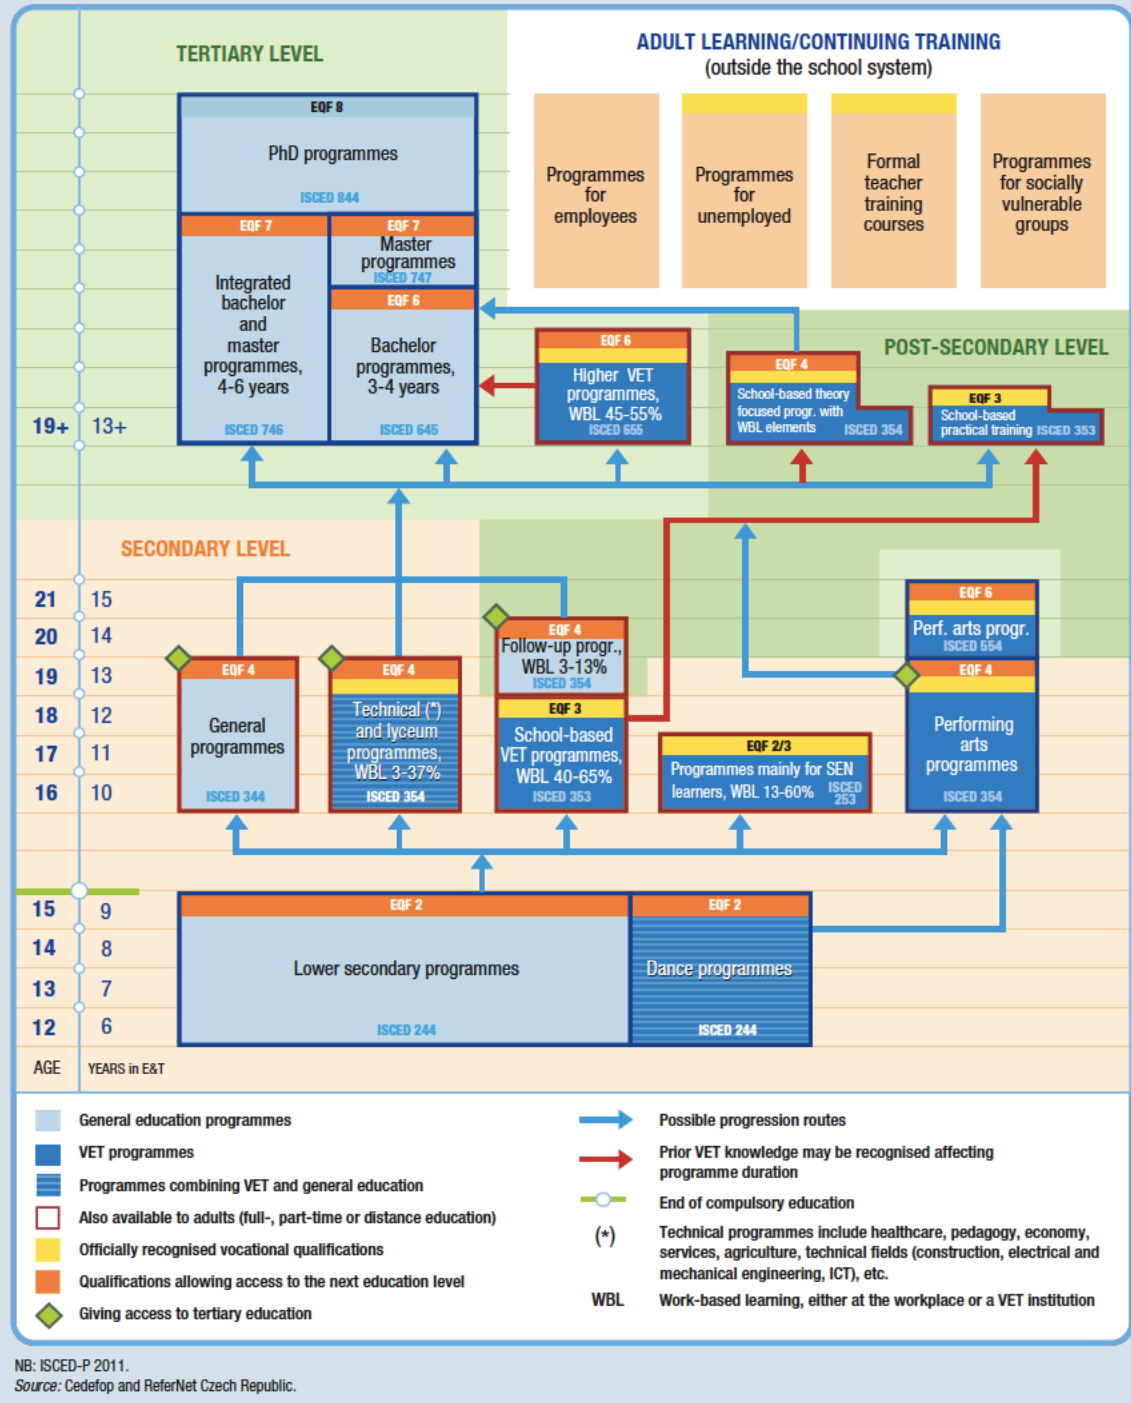 TERTIARY LEVEL
ADULT LEARNING/CONTINUING TRAINING
(outside the school system)
EQF 8
PhD programmes
ISCED 844
Programmes
for
employees
Programmes
for
unemployed
Formal
teacher
training
courses
Programmes
for socially
vulnerable
groups
EQF 7
Integrated
bachelor
and
master
programmes,
4-6 years
ISCED 746
EQF 7
Master
programmes
ISCED 747
EQF 6
Bachelor
programmes,
3-4 years
ISCED 645
EQF 6
Higher VET
programmes,
WBL 45-55%
ISCED 655
POST-SECONDARY LEVEL
EQF 4
School-based theory
focused progr. with
WBL elements
ISCED 354
EQF 3
School-based
practical training ISCED 353
19+ 13+
SECONDARY LEVEL
21 15
20 14
19 13
18 12
17 11
16 10
EQF 4
General
programmes
ISCED 344
EQF 4
Technical (*)
and lyceum
programmes,
WBL 3-37%
ISCED 354
EQF 4
Follow-up progr.,
WBL 3-13%
ISCED 354
EQF 3
School-based
VET programmes,
WBL 40-65%
ISCED 353
EQF 2/3
Programmes mainly for SEN
learners, WBL 13-60%
ISCED
253
EQF 6
Perf. arts progr.
ISCED 554
EQF 4
Performing
arts
programmes
ISCED 354
15 9
14 8
13 7
12 6
EQF 2
Lower secondary programmes
ISCED 244
EQF 2
Dance programmes
ISCED 244
AGE YEARS in E&T
General education programmes
VET programmes
Programmes combining VET and general education
Also available to adults (full-, part-time or distance education)
Officially recognised vocational qualifications
Qualifications allowing access to the next education level
Giving access to tertiary education
Possible progression routes
Prior VET knowledge may be recognised affecting
programme duration
End of compulsory education
(*) Technical programmes include healthcare, pedagogy, economy,
services, agriculture, technical fields (construction, electrical and
mechanical engineering, ICT), etc.
WBL Work-based learning, either at the workplace or a VET institution
NB: ISCED-P 2011.
Source: Cedefop and ReferNet Czech Republic.